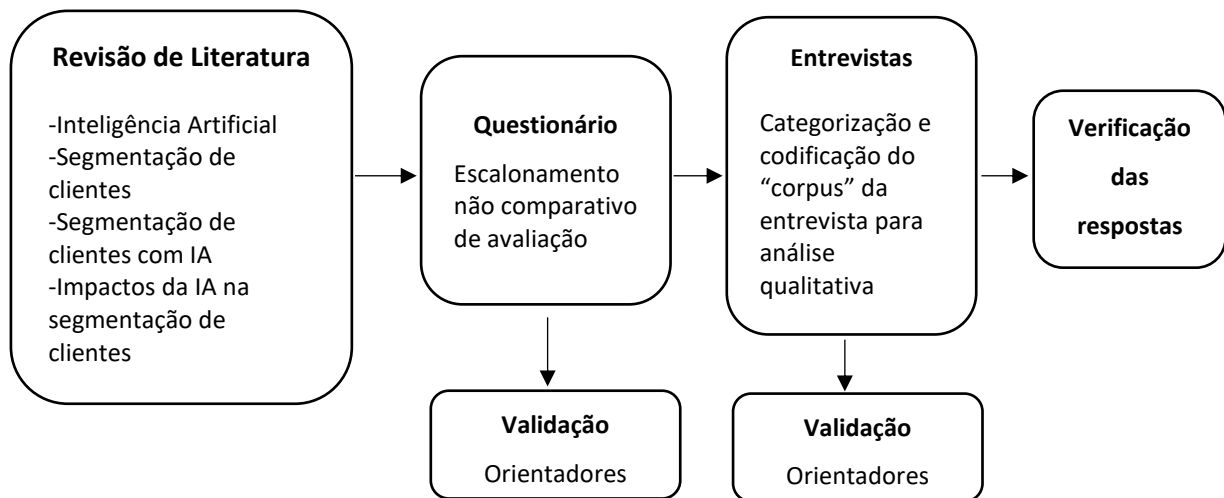 Revisão de Literatura
-Inteligência Artificial
-Segmentação de
clientes
-Segmentação de
clientes com IA
-Impactos da IA na
segmentação de
clientes
Questionário
Escalonamento
não comparativo
de avaliação
Entrevistas
Categorização e
codificação do
“corpus” da
entrevista para
análise
qualitativa
Verificação
das
respostas
Validação
Orientadores
Validação
Orientadores